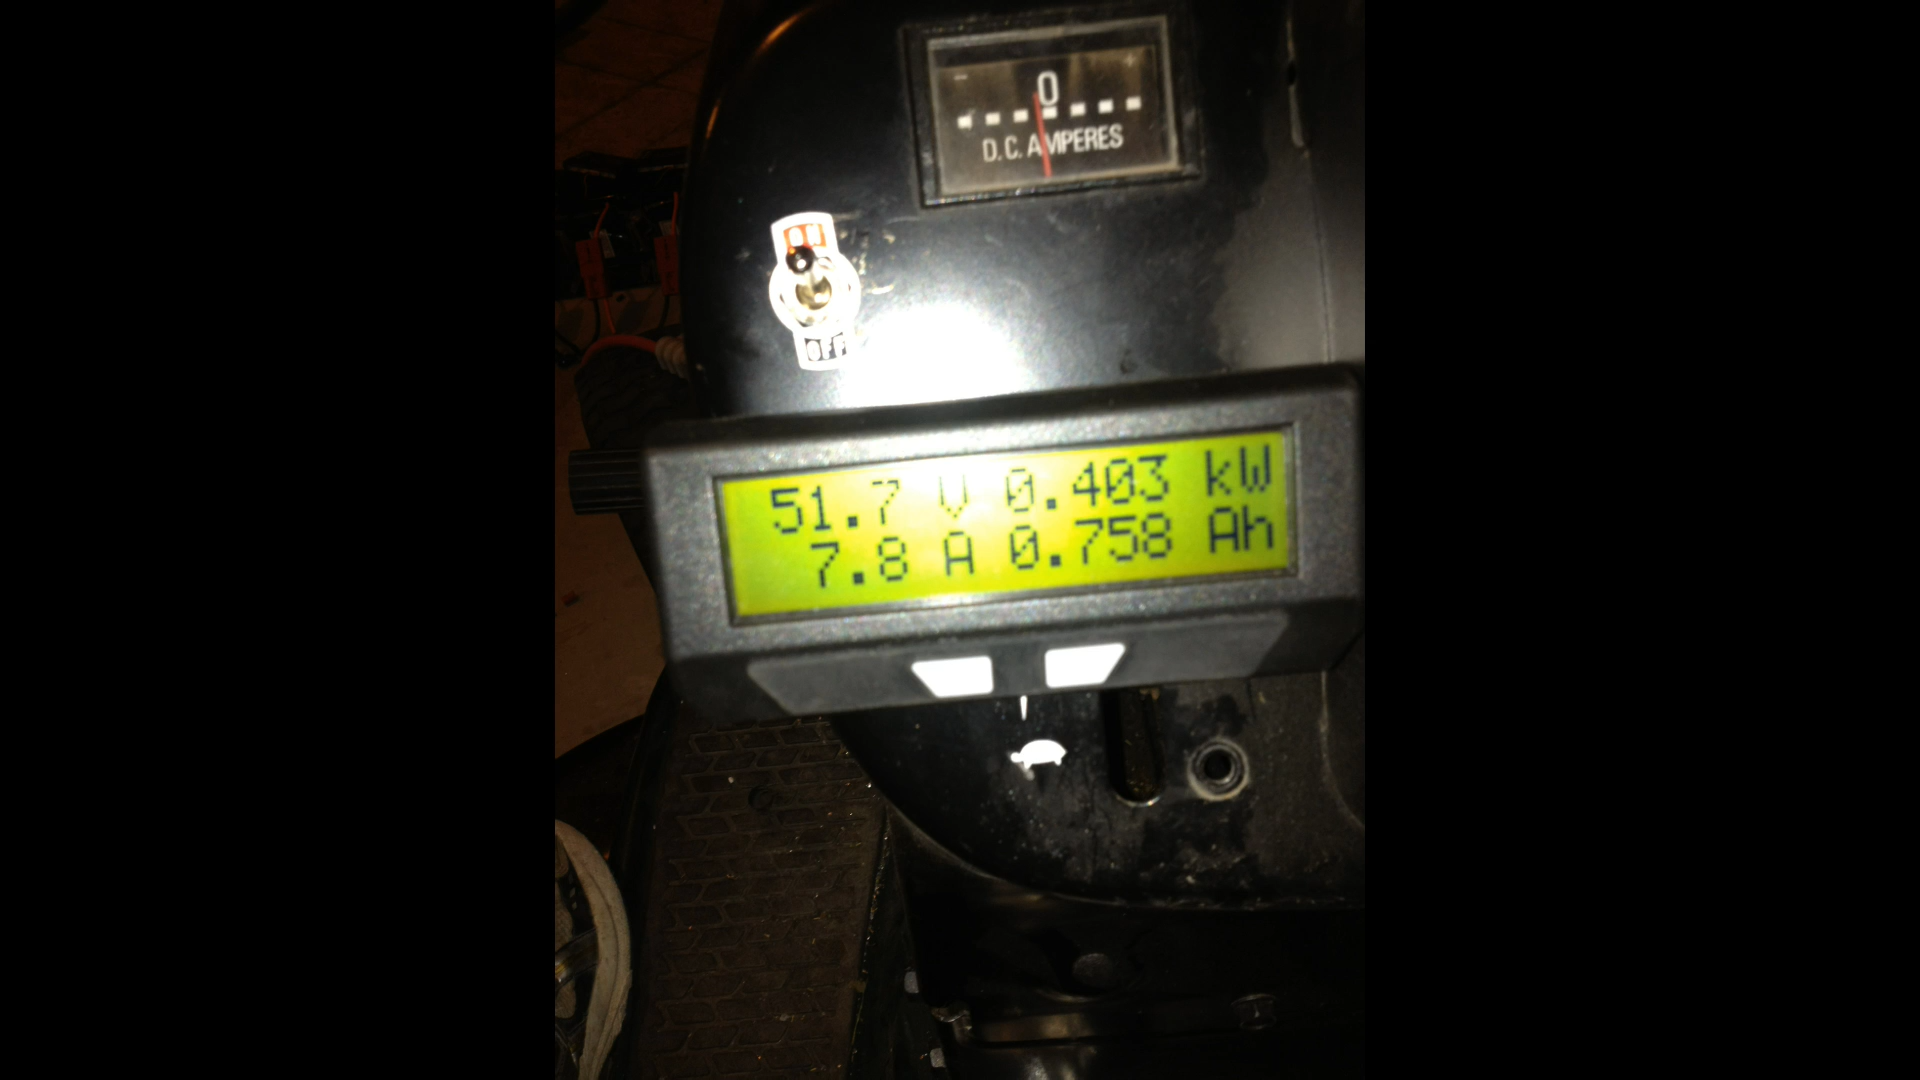 - 0 +
D.C. AMPERES
ON
OFF
51.7 V 0.403 kW
7.8 A 0.758 Ah